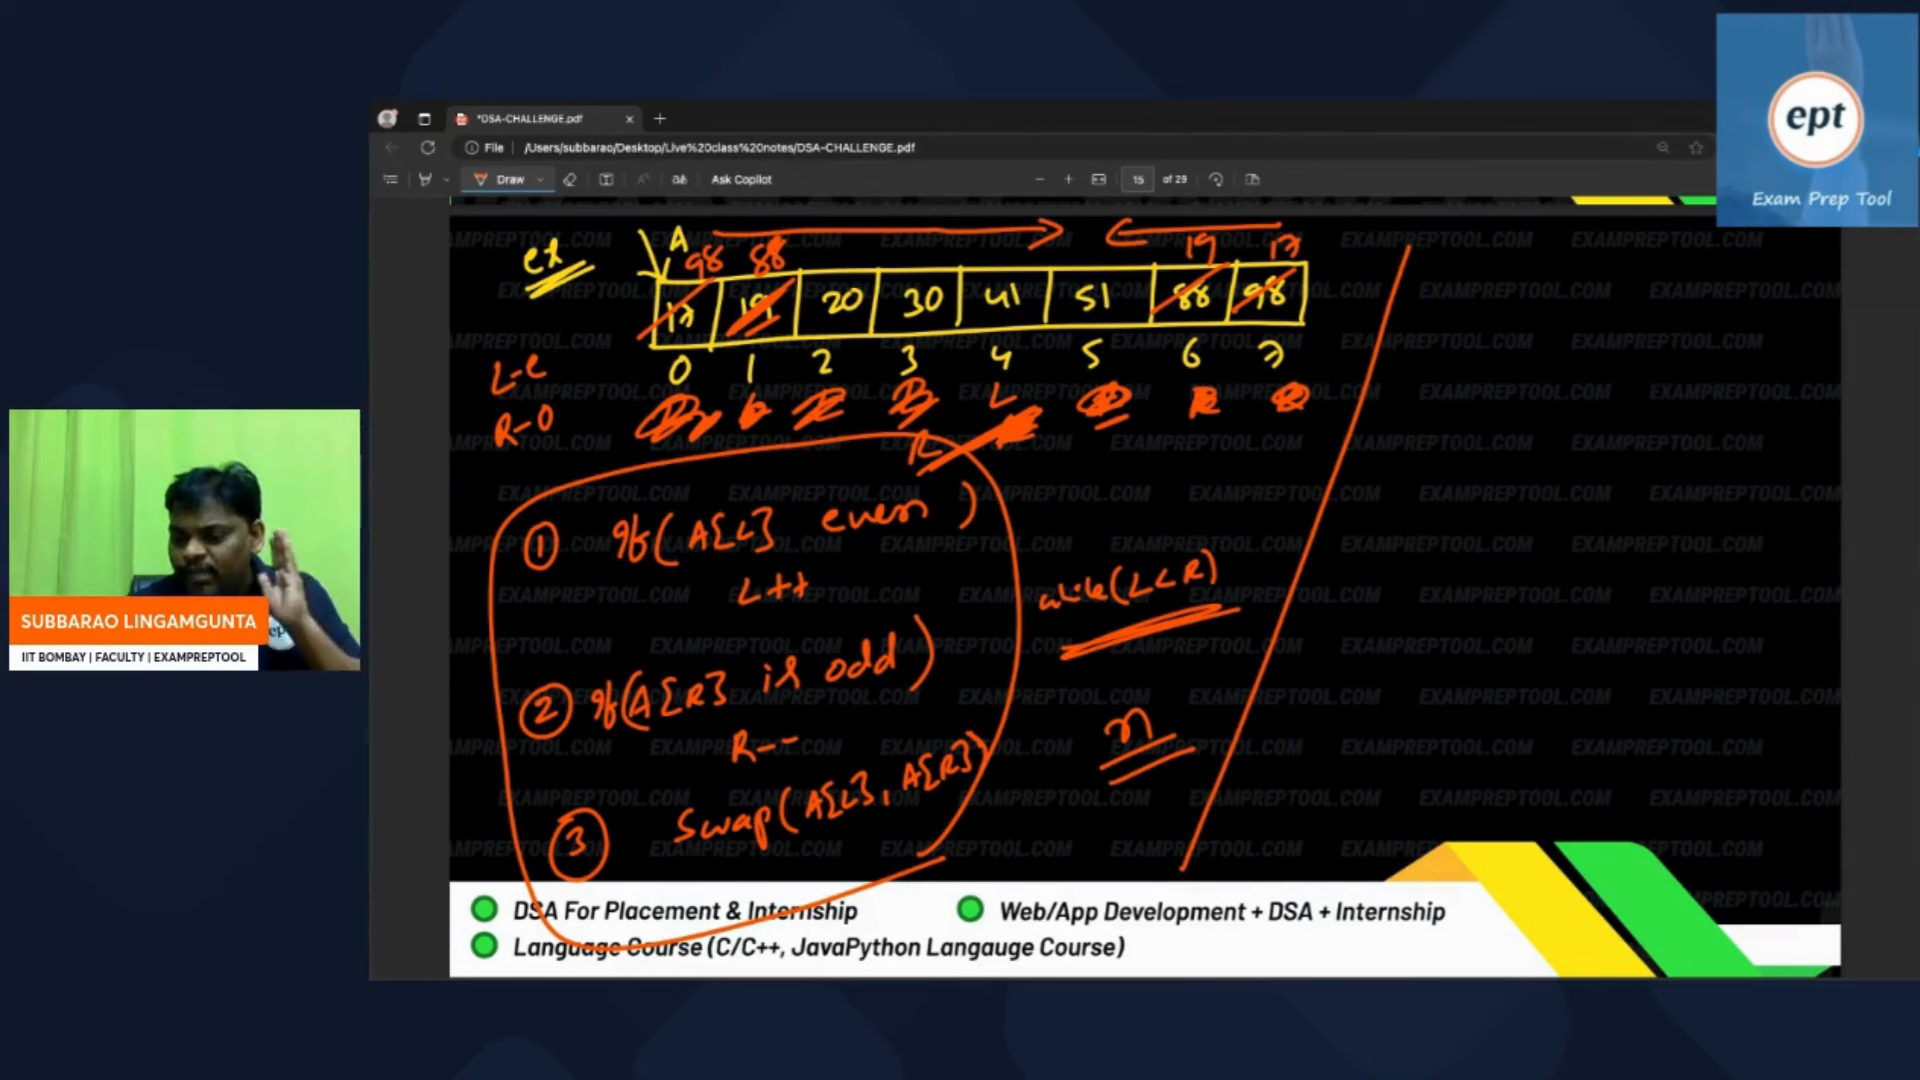 ept
Exam Prep Tool
*DSA-CHALLENGE.pdf
File /Users/subbarao/Desktop/Live%20class%20notes/DSA-CHALLENGE.pdf
Draw Ask Copilot 15 of 29
ex A 98 88 19 17
17 19 20 30 41 51 88 98
0 1 2 3 4 5 6 7
L-e
R-O L
R
① if(A[L] even)
L++
while(L<R)
② if(A[R] is odd)
R--
n
③ Swap(A[L], A[R])
EXAMPREPTOOL.COM
SUBBARAO LINGAMGUNTA
IIT BOMBAY | FACULTY | EXAMPREPTOOL
DSA For Placement & Internship Web/App Development + DSA + Internship
Language Course (C/C++, JavaPython Langauge Course)